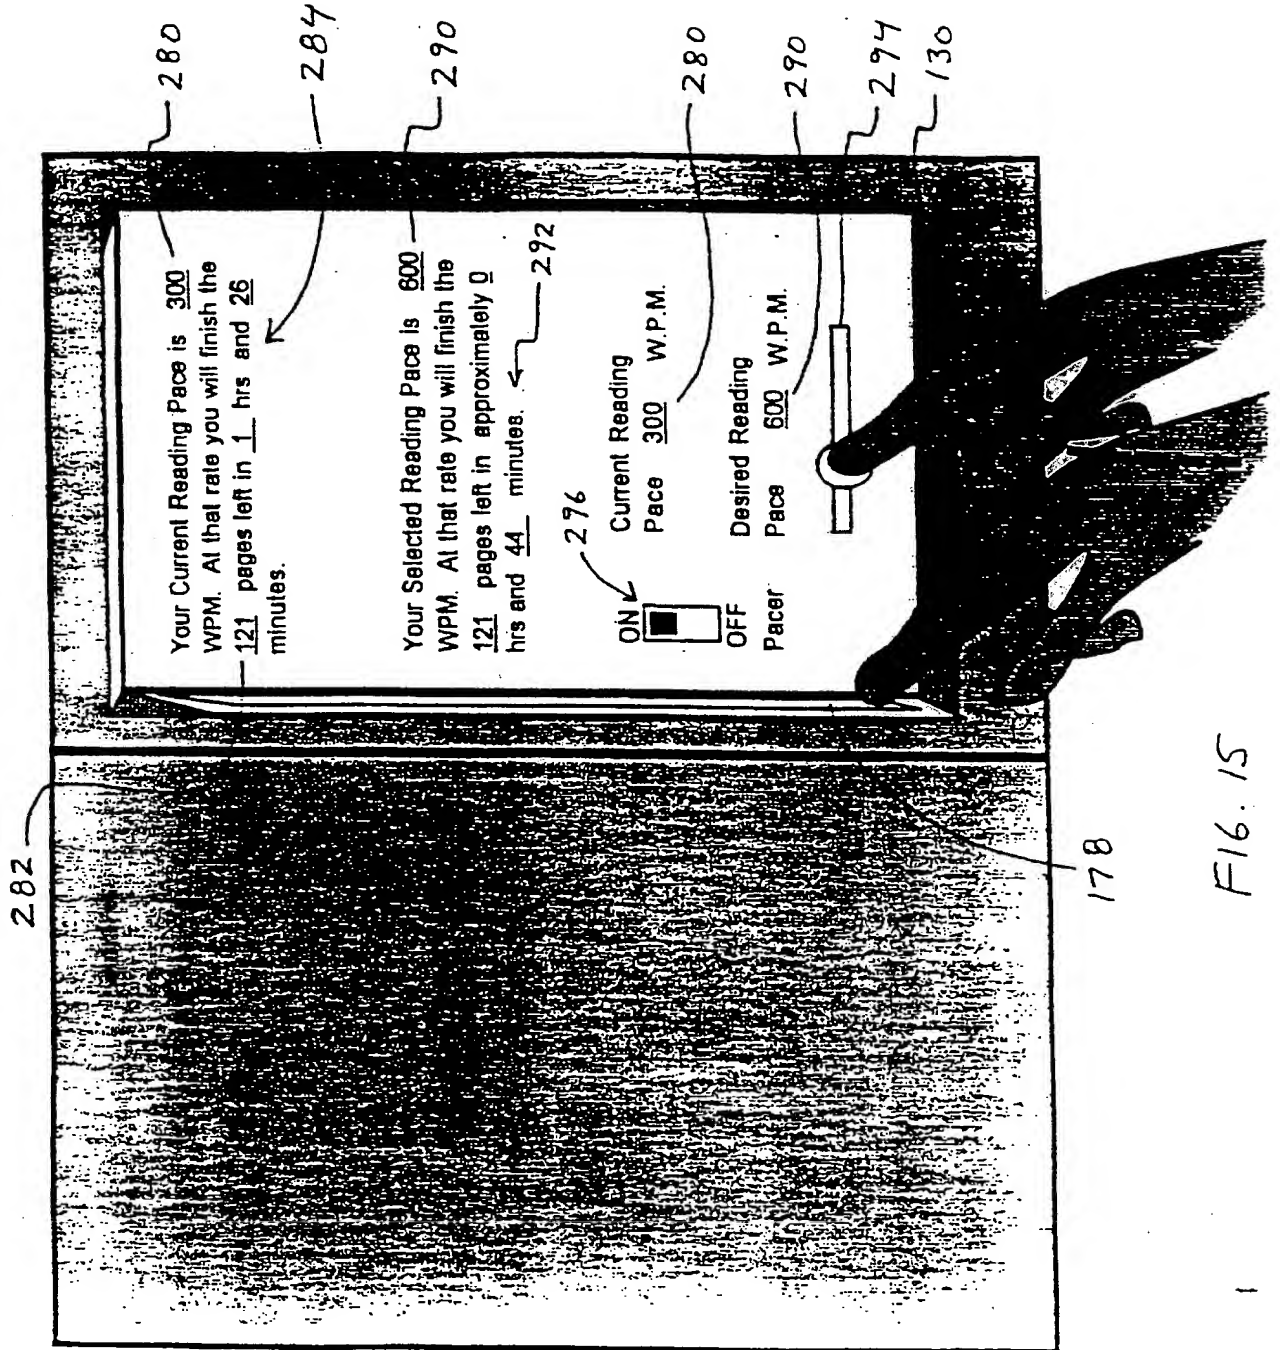 282
Your Current Reading Pace is 300
WPM. At that rate you will finish the
121 pages left in 1 hrs and 26
minutes.
280
284
Your Selected Reading Pace is 600
WPM. At that rate you will finish the
121 pages left in approximately 0
hrs and 44 minutes.
290
292
296
ON
OFF
Pacer
Current Reading
Pace 300 W.P.M.
280
Desired Reading
Pace 600 W.P.M.
290
294
130
178
FIG. 15